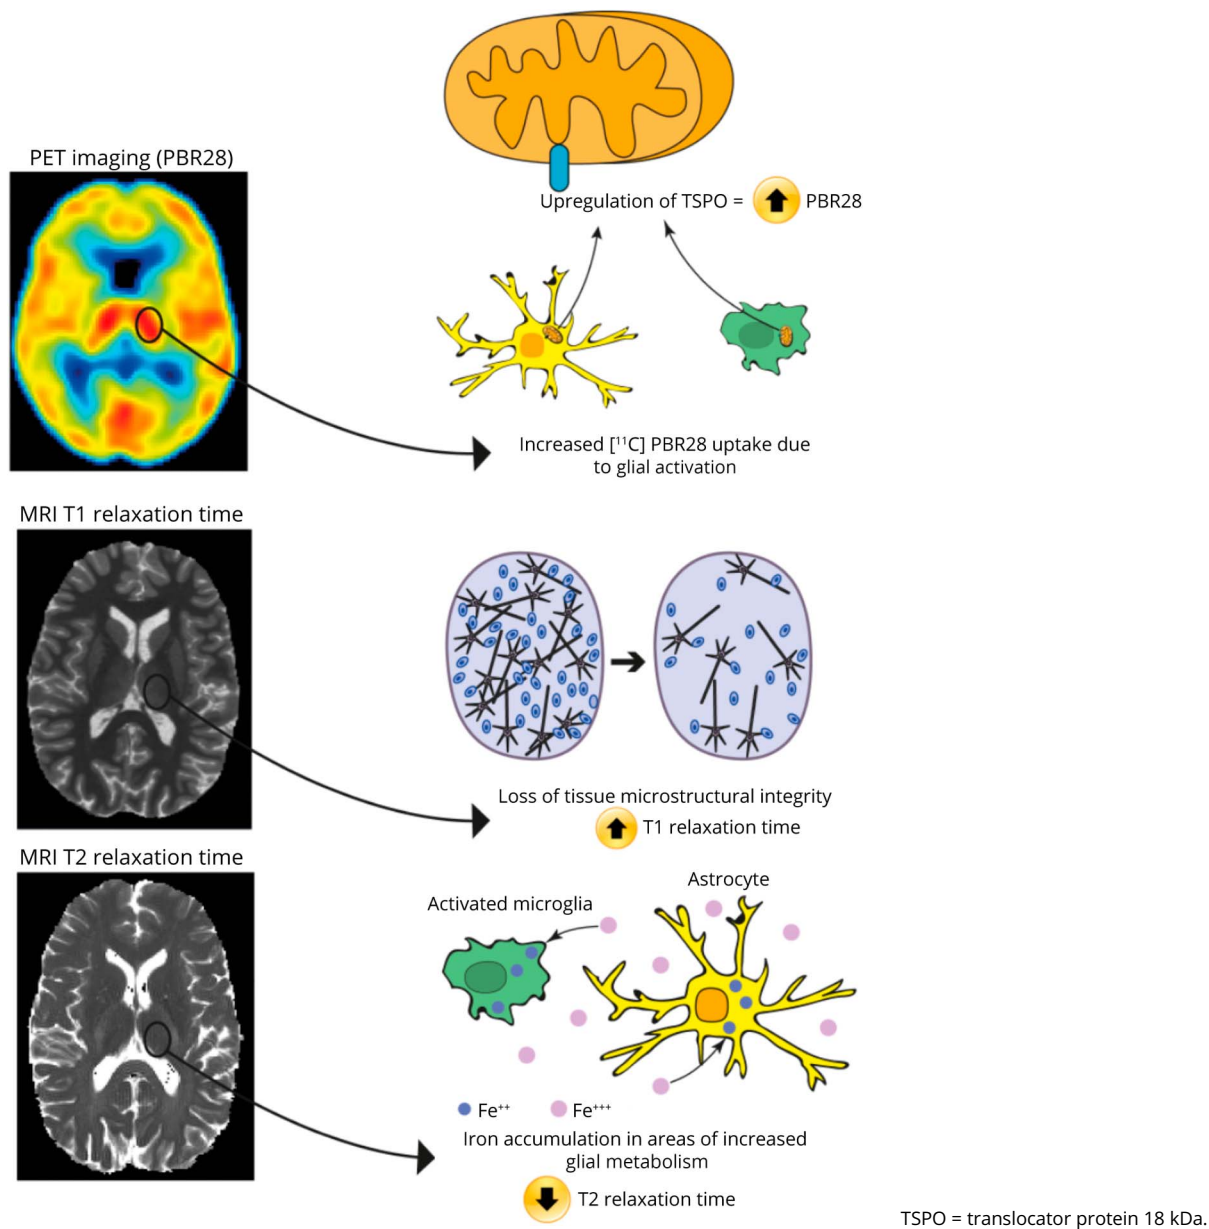 PET imaging (PBR28)
Upregulation of TSPO = PBR28
Increased [¹¹C] PBR28 uptake due
to glial activation
MRI T1 relaxation time
Loss of tissue microstructural integrity
T1 relaxation time
MRI T2 relaxation time
Astrocyte
Activated microglia
Fe⁺⁺ Fe⁺⁺⁺
Iron accumulation in areas of increased
glial metabolism
T2 relaxation time
TSPO = translocator protein 18 kDa.